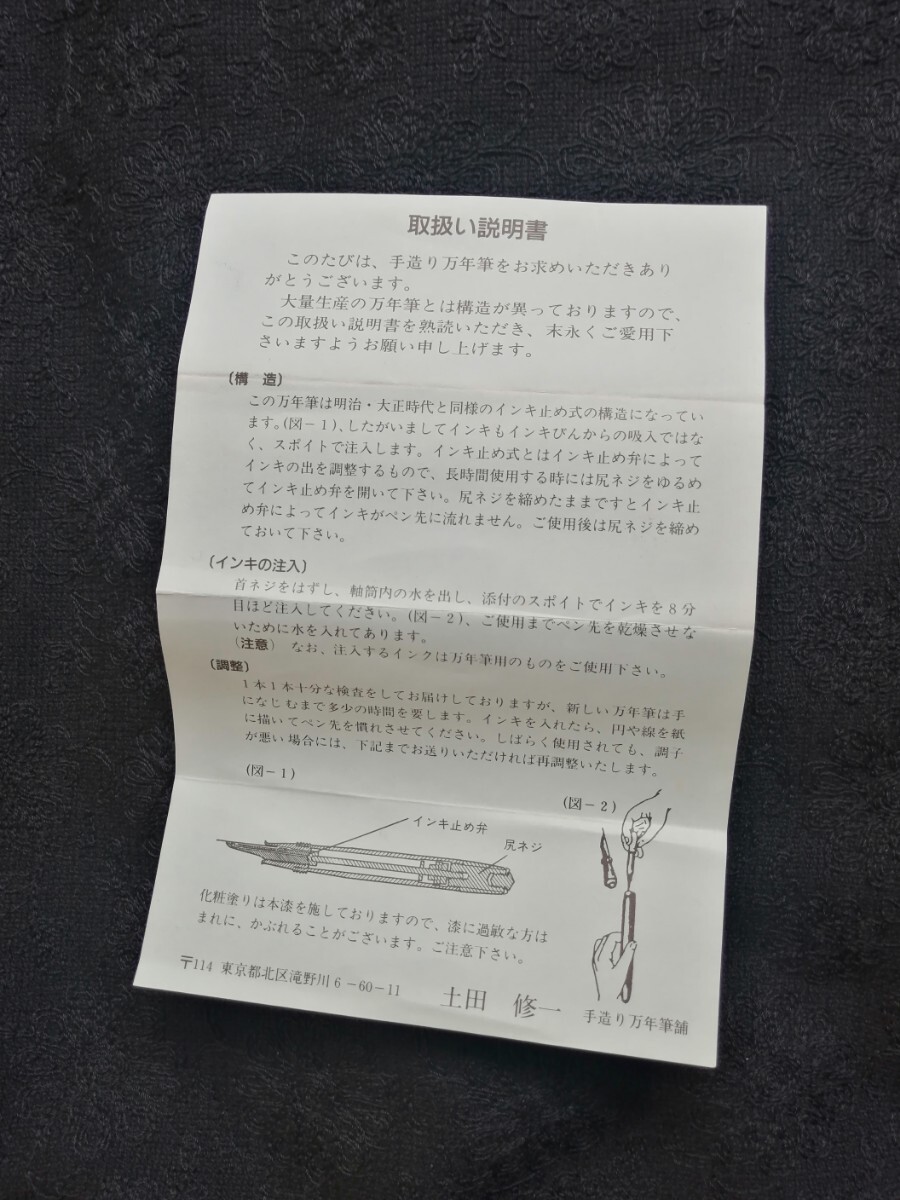 取扱い説明書
このたびは、手造り万年筆をお求めいただきあり
がとうございます。
大量生産の万年筆とは構造が異っておりますので、
この取扱い説明書を熟読いただき、末永くご愛用下
さいますようお願い申し上げます。
〔構　造〕
この万年筆は明治・大正時代と同様のインキ止め式の構造になってい
ます。(図－1)、したがいましてインキもインキびんからの吸入ではな
く、スポイトで注入します。インキ止め式とはインキ止め弁によって
インキの出を調整するもので、長時間使用する時には尻ネジをゆるめ
てインキ止め弁を開いて下さい。尻ネジを締めたままですとインキ止
め弁によってインキがペン先に流れません。ご使用後は尻ネジを締め
ておいて下さい。
〔インキの注入〕
首ネジをはずし、軸筒内の水を出し、添付のスポイトでインキを8分
目ほど注入してください。(図－2)、ご使用までペン先を乾燥させな
いために水を入れてあります。
〔注意〕　なお、注入するインクは万年筆用のものをご使用下さい。
〔調整〕
1本1本十分な検査をしてお届けしておりますが、新しい万年筆は手
になじむまで多少の時間を要します。インキを入れたら、円や線を紙
に描いてペン先を慣れさせてください。しばらく使用されても、調子
が悪い場合には、下記までお送りいただければ再調整いたします。
(図－1)
(図－2)
インキ止め弁
尻ネジ
化粧塗りは本漆を施しておりますので、漆に過敏な方は
まれに、かぶれることがございます。ご注意下さい。
〒114 東京都北区滝野川6－60－11　土田　修一　手造り万年筆舗